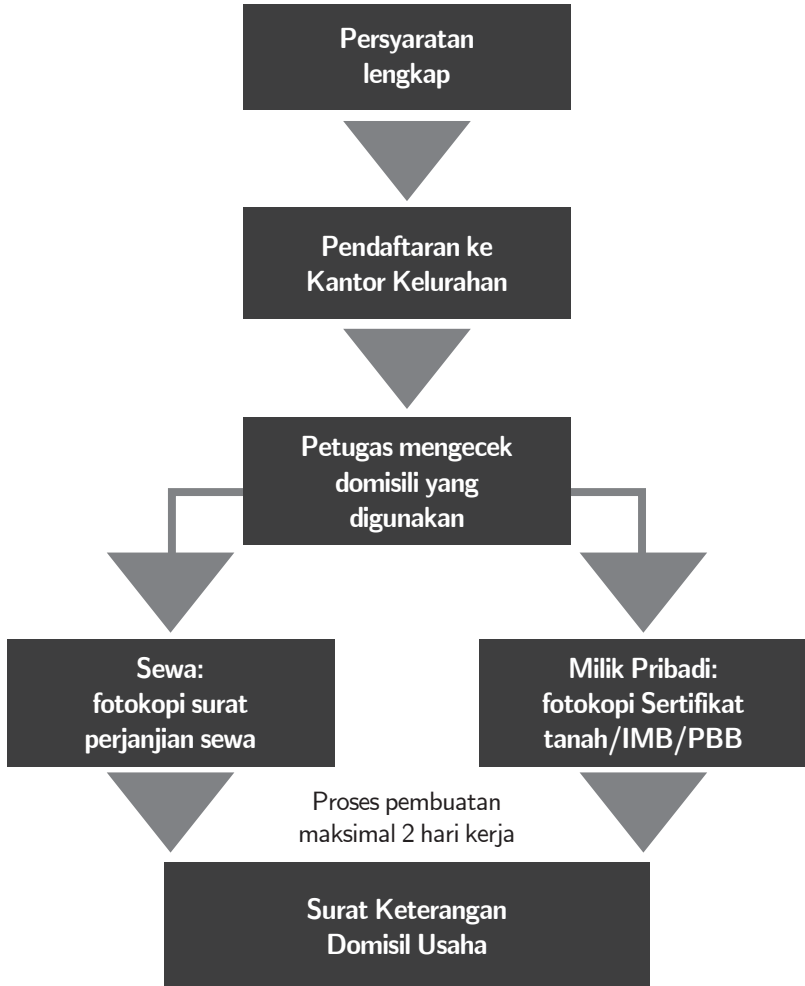 Persyaratan
lengkap
Pendaftaran ke
Kantor Kelurahan
Petugas mengecek
domisili yang
digunakan
Sewa:
fotokopi surat
perjanjian sewa
Milik Pribadi:
fotokopi Sertifikat
tanah/IMB/PBB
Proses pembuatan
maksimal 2 hari kerja
Surat Keterangan
Domisil Usaha